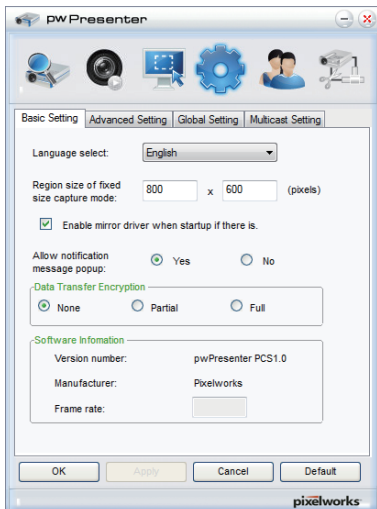 pwPresenter
Basic Setting Advanced Setting Global Setting Multicast Setting
Language select: English
Region size of fixed
size capture mode: 800 x 600 (pixels)
Enable mirror driver when startup if there is.
Allow notification
message popup: Yes No
Data Transfer Encryption
None Partial Full
Software Infomation
Version number: pwPresenter PCS1.0
Manufacturer: Pixelworks
Frame rate:
OK Apply Cancel Default
pixelworks